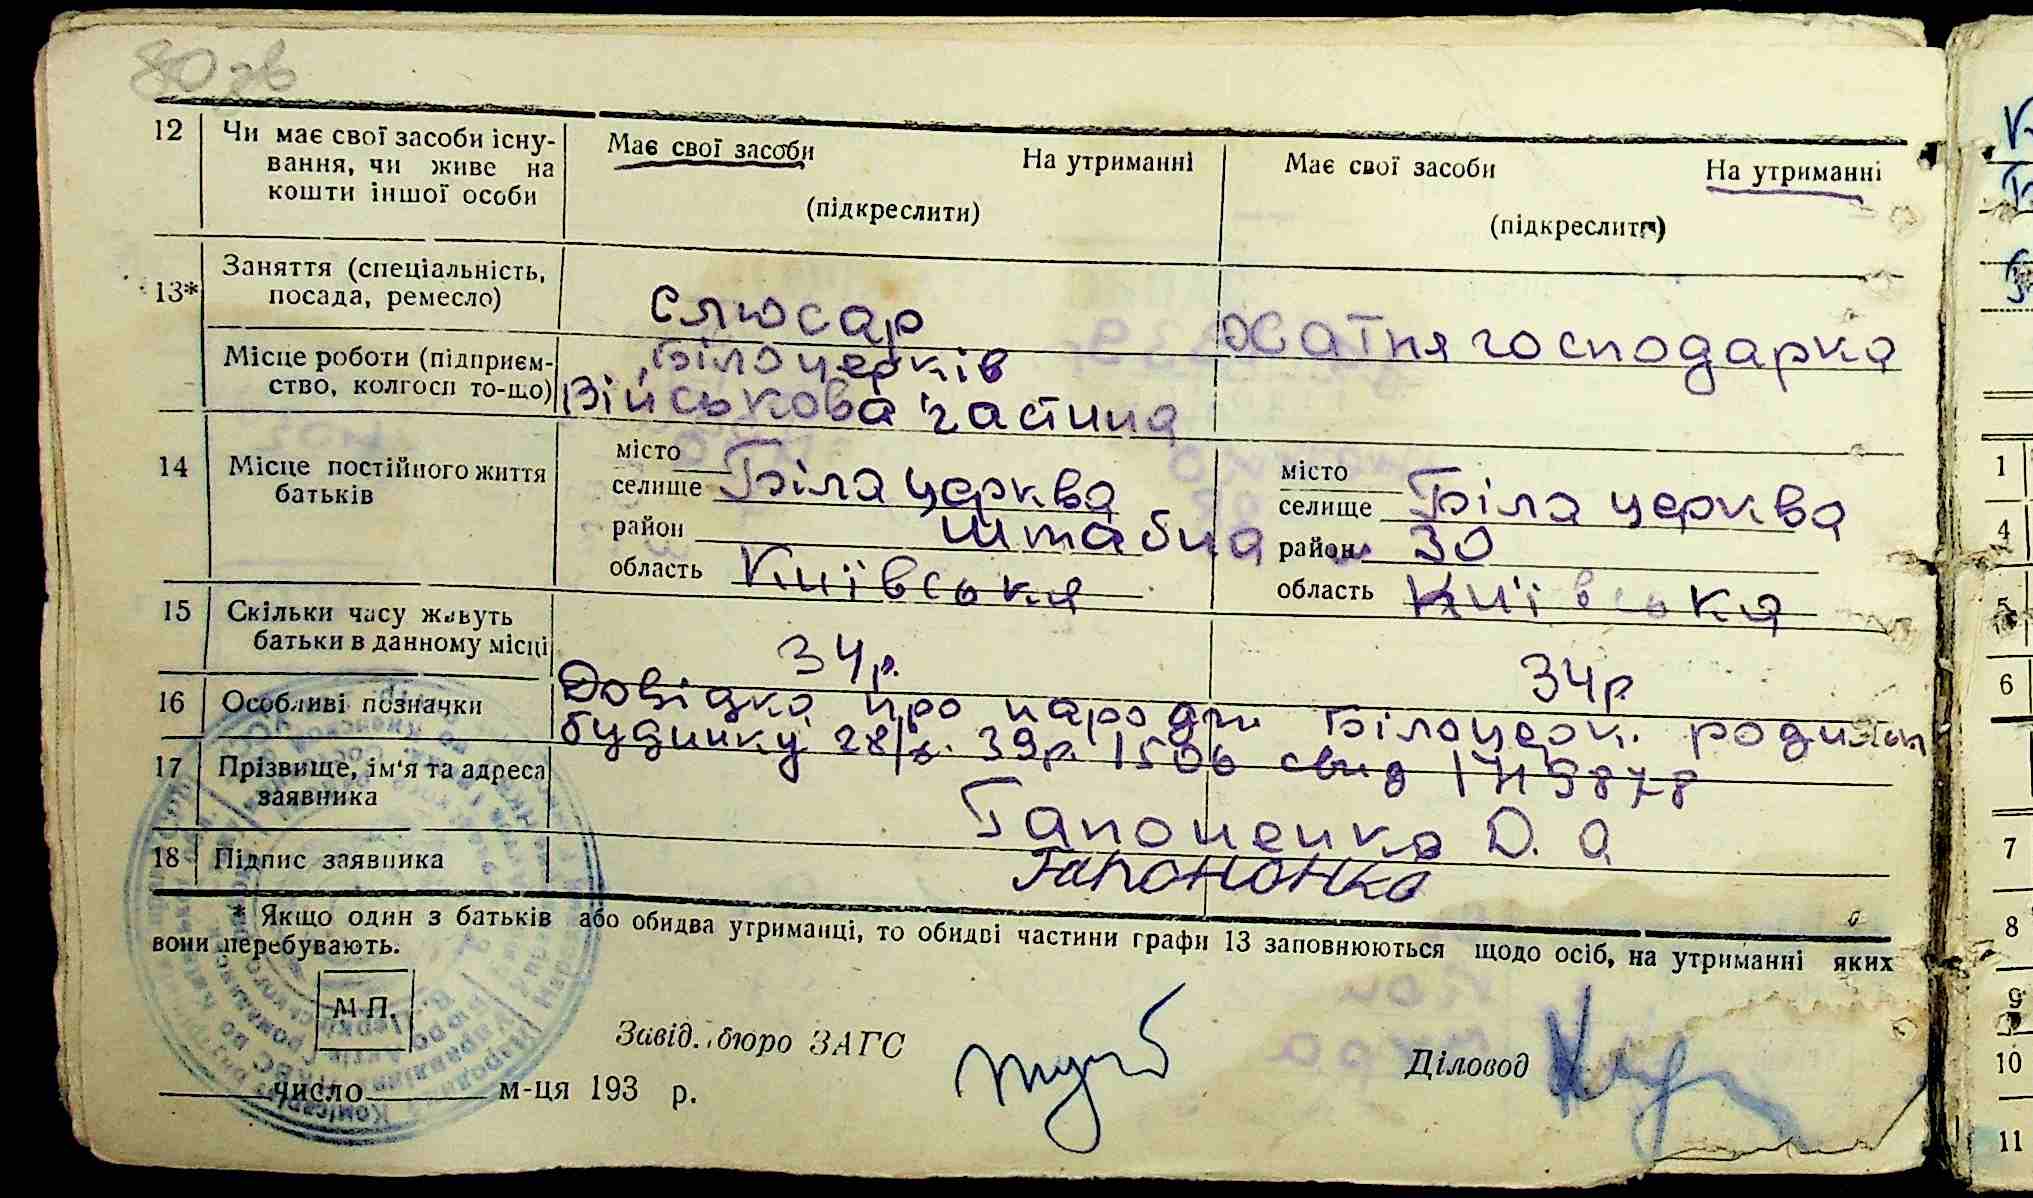 80 зв
12 Чи має свої засоби існу-
вання, чи живе на
кошти іншої особи
Має свої засоби На утриманні
(підкреслити)
Має свої засоби На утриманні
(підкреслити)
13* Заняття (спеціальність,
посада, ремесло)
Слюсар
Хатня господарка
Місце роботи (підприєм-
ство, колгосп то-що)
Білоцерків
Військова частина
14 Місце постійного життя
батьків
місто
селище Біла церква
район Штабна
область Київська
місто
селище Біла церква
район 30
область Київська
15 Скільки часу живуть
батьки в данному місці
34р.
34р
16 Особливі позначки
Довідка про народж Білоцерк. родильн
будинку 28/ 39р. 1506
17 Прізвище, ім'я та адреса
заявника
Гапоненко О. А
18 Підпис заявника
Гапоненко
* Якщо один з батьків або обидва утриманці, то обидві частини графи 13 заповнюються щодо осіб, на утриманні яких
вони перебувають.
М.П.
Завід. бюро ЗАГС
Діловод
число м-ця 193 р.
1
4
5
6
7
8
9
10
11